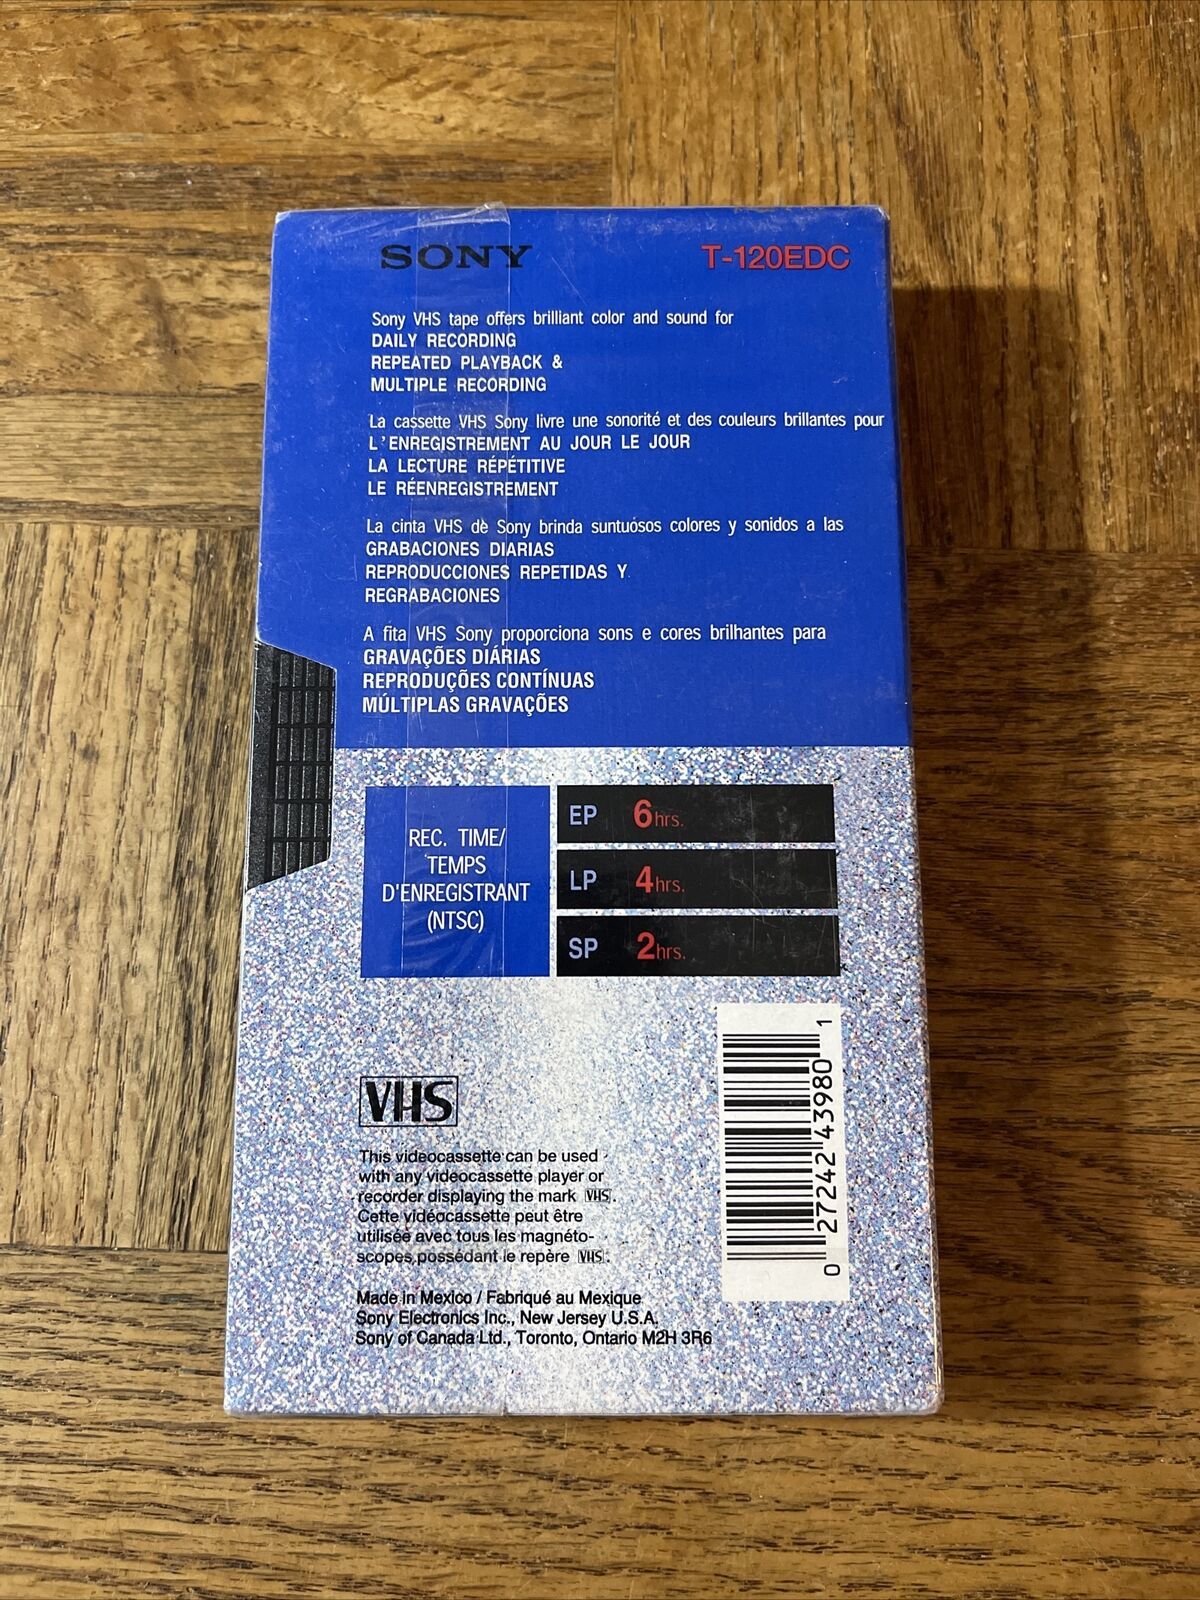 SONY T-120EDC
Sony VHS tape offers brilliant color and sound for
DAILY RECORDING
REPEATED PLAYBACK &
MULTIPLE RECORDING
La cassette VHS Sony livre une sonorité et des couleurs brillantes pour
L'ENREGISTREMENT AU JOUR LE JOUR
LA LECTURE RÉPÉTITIVE
LE RÉENREGISTREMENT
La cinta VHS de Sony brinda suntuosos colores y sonidos a las
GRABACIONES DIARIAS
REPRODUCCIONES REPETIDAS Y
REGRABACIONES
A fita VHS Sony proporciona sons e cores brilhantes para
GRAVAÇÕES DIÁRIAS
REPRODUÇÕES CONTÍNUAS
MÚLTIPLAS GRAVAÇÕES
REC. TIME/
TEMPS
D'ENREGISTRANT
(NTSC)
EP 6hrs.
LP 4hrs.
SP 2hrs.
VHS
This videocassette can be used
with any videocassette player or
recorder displaying the mark VHS.
Cette vidéocassette peut être
utilisée avec tous les magnéto-
scopes possédant le repère VHS.
Made in Mexico / Fabriqué au Mexique
Sony Electronics Inc., New Jersey U.S.A.
Sony of Canada Ltd., Toronto, Ontario M2H 3R6
0 27242 43980 1